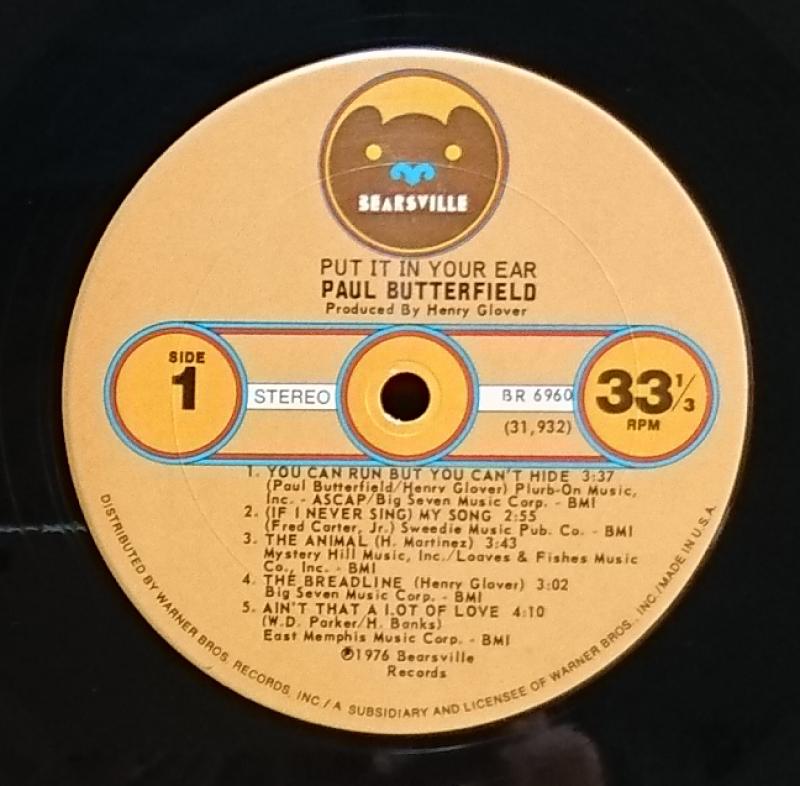 BEARSVILLE
PUT IT IN YOUR EAR
PAUL BUTTERFIELD
Produced By Henry Glover
SIDE
1
STEREO
BR 6960
(31,932)
33⅓
RPM
1. YOU CAN RUN BUT YOU CAN'T HIDE 3:37
(Paul Butterfield/Henry Glover) Plurb-On Music,
Inc. - ASCAP/Big Seven Music Corp. - BMI
2. (IF I NEVER SING) MY SONG 2:55
(Fred Carter, Jr.) Sweedie Music Pub. Co. - BMI
3. THE ANIMAL (H. Martinez) 3:43
Mystery Hill Music, Inc./Loaves & Fishes Music
Co., Inc. - BMI
4. THE BREADLINE (Henry Glover) 3:02
Big Seven Music Corp. - BMI
5. AIN'T THAT A LOT OF LOVE 4:10
(W.D. Parker/H. Banks)
East Memphis Music Corp. - BMI
℗1976 Bearsville
Records
DISTRIBUTED BY WARNER BROS. RECORDS, INC / A SUBSIDIARY AND LICENSEE OF WARNER BROS., INC./MADE IN U.S.A.